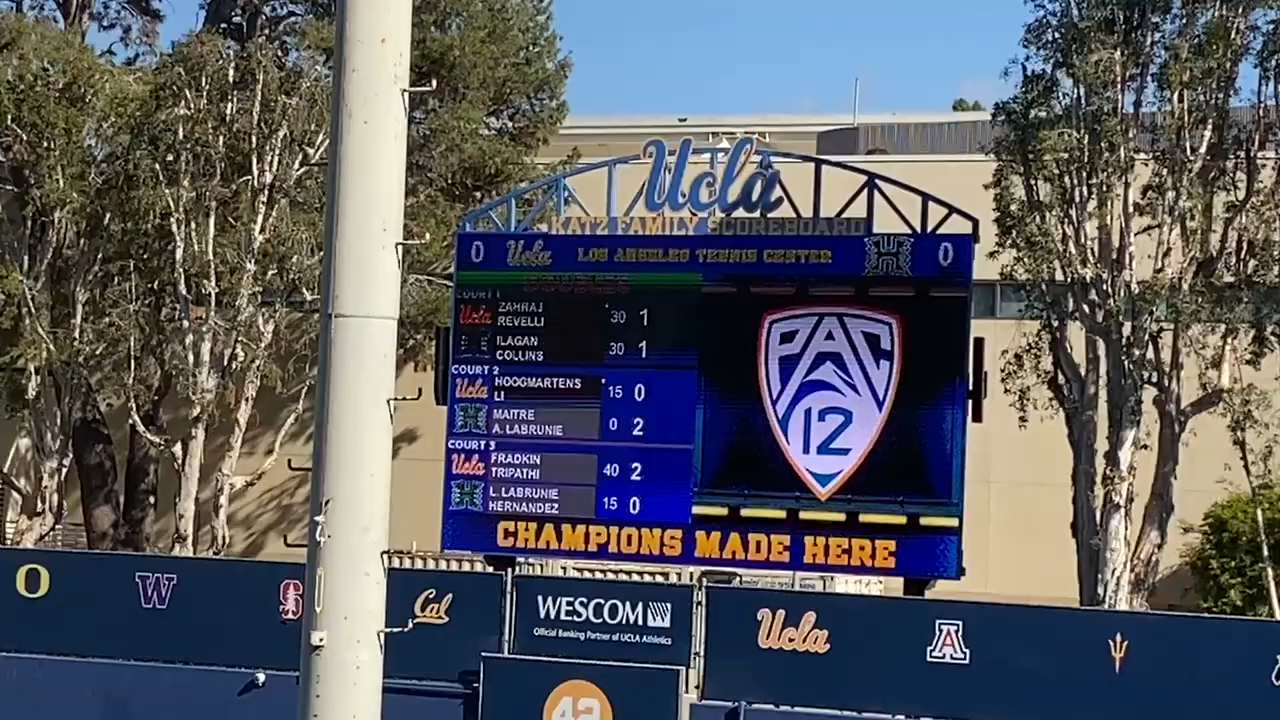 Ucla
KATZ FAMILY SCOREBOARD
0 Ucla LOS ANGELES TENNIS CENTER H 0
DOUBLES
COURT 1
Ucla ZAHRAJ REVELLI 30 1
ILAGAN COLLINS 30 1
COURT 2
Ucla HOOGMARTENS LI 15 0
MAITRE A. LABRUNIE 0 2
COURT 3
Ucla FRADKIN TRIPATHI 40 2
L. LABRUNIE HERNANDEZ 15 0
PAC
12
CHAMPIONS MADE HERE
O W S Cal
WESCOM
Official Banking Partner of UCLA Athletics
Ucla A
42